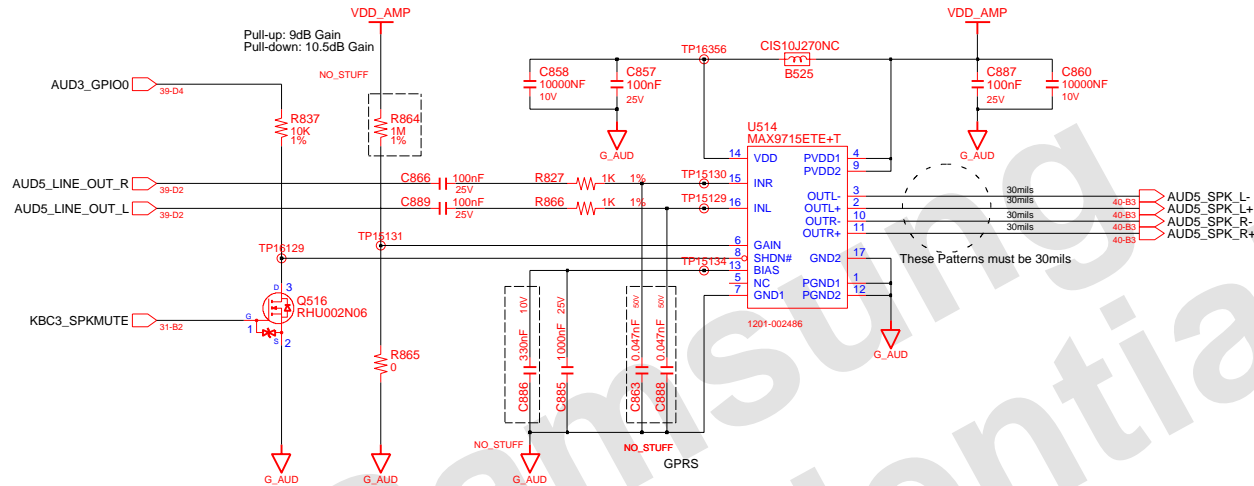 VDD_AMP
VDD_AMP
Pull-up: 9dB Gain
Pull-down: 10.5dB Gain
NO_STUFF
TP16356
CIS10J270NC
B525
C858
10000NF
10V
C857
100nF
25V
C887
100nF
25V
C860
10000NF
10V
G_AUD
G_AUD
AUD3_GPIO0
39-D4
R837
10K
1%
R864
1M
1%
U514
MAX9715ETE+T
14
VDD
PVDD1
4
PVDD2
9
AUD5_LINE_OUT_R
39-D2
C866
100nF
25V
R827
1K
1%
TP15130
15
INR
AUD5_LINE_OUT_L
39-D2
C889
100nF
25V
R866
1K
1%
TP15129
16
INL
OUTL-
3
30mils
40-B3
AUD5_SPK_L-
OUTL+
2
30mils
AUD5_SPK_L+
OUTR-
10
30mils
40-B3
AUD5_SPK_R-
OUTR+
11
30mils
40-B3
AUD5_SPK_R+
These Patterns must be 30mils
TP16129
TP15131
TP15134
6
GAIN
8
SHDN#
13
BIAS
5
NC
7
GND1
GND2
17
PGND1
1
PGND2
12
1201-002486
G_AUD
D
3
Q516
RHU002N06
G
1
S
2
KBC3_SPKMUTE
31-B2
R865
0
C886
330nF
10V
C885
1000nF
25V
C863
0.047nF
50V
C888
0.047nF
50V
NO_STUFF
NO_STUFF
GPRS
G_AUD
G_AUD
G_AUD
Samsung